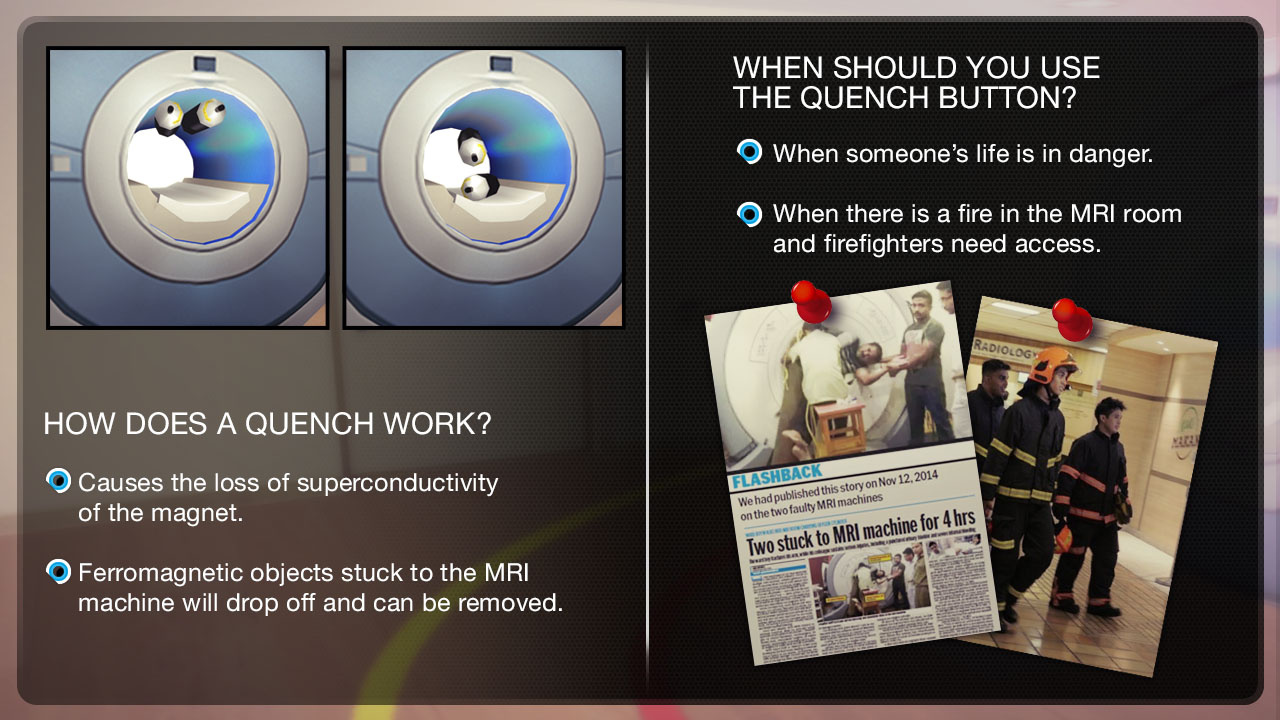 HOW DOES A QUENCH WORK?
Causes the loss of superconductivity
of the magnet.
Ferromagnetic objects stuck to the MRI
machine will drop off and can be removed.
WHEN SHOULD YOU USE
THE QUENCH BUTTON?
When someone’s life is in danger.
When there is a fire in the MRI room
and firefighters need access.
FLASHBACK
We had published this story on Nov 12, 2014
on the two faulty MRI machines
Two stuck to MRI machine for 4 hrs
RADIOLOGY